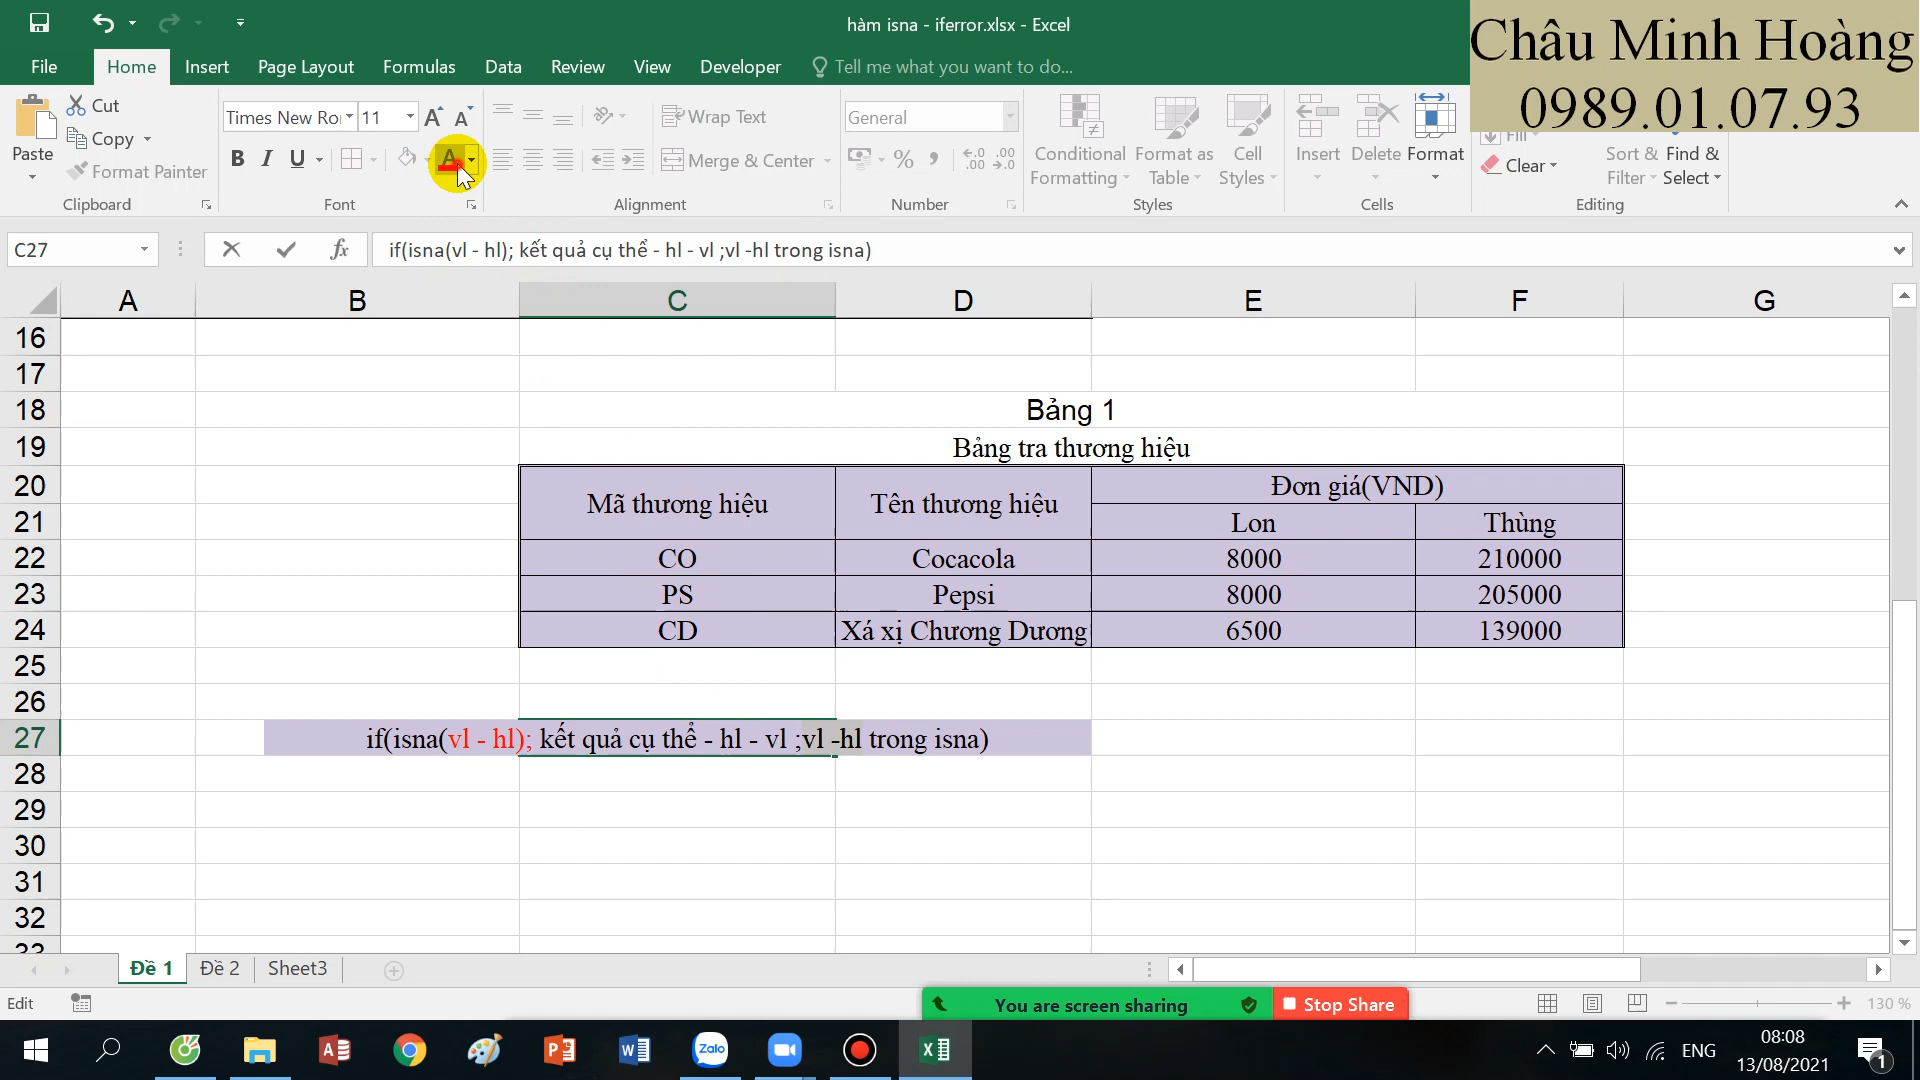 hàm isna - iferror.xlsx - Excel
Châu Minh Hoàng
0989.01.07.93
File Home Insert Page Layout Formulas Data Review View Developer Tell me what you want to do...
Paste
Cut
Copy
Format Painter
Clipboard
Times New Ro 11
B I U
Font
Wrap Text
Merge & Center
Alignment
General
Number
Conditional Formatting
Format as Table
Cell Styles
Styles
Insert
Delete
Format
Cells
Fill
Clear
Sort & Filter
Find & Select
Editing
C27
fx
if(isna(vl - hl); kết quả cụ thể - hl - vl ;vl -hl trong isna)
A B C D E F G
16
17
18 Bảng 1
19 Bảng tra thương hiệu
20 Mã thương hiệu Tên thương hiệu Đơn giá(VND)
21 Lon Thùng
22 CO Cocacola 8000 210000
23 PS Pepsi 8000 205000
24 CD Xá xị Chương Dương 6500 139000
25
26
27 if(isna(vl - hl); kết quả cụ thể - hl - vl ;vl -hl trong isna)
28
29
30
31
32
33
Đề 1 Đề 2 Sheet3
Edit
You are screen sharing
Stop Share
130 %
Zalo
ENG
08:08
13/08/2021
1